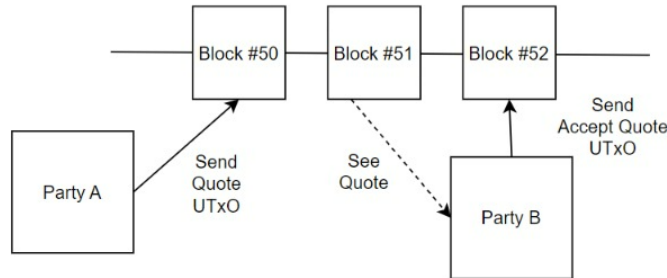 Block #50
Block #51
Block #52
Party A
Send
Quote
UTxO
See
Quote
Party B
Send
Accept Quote
UTxO